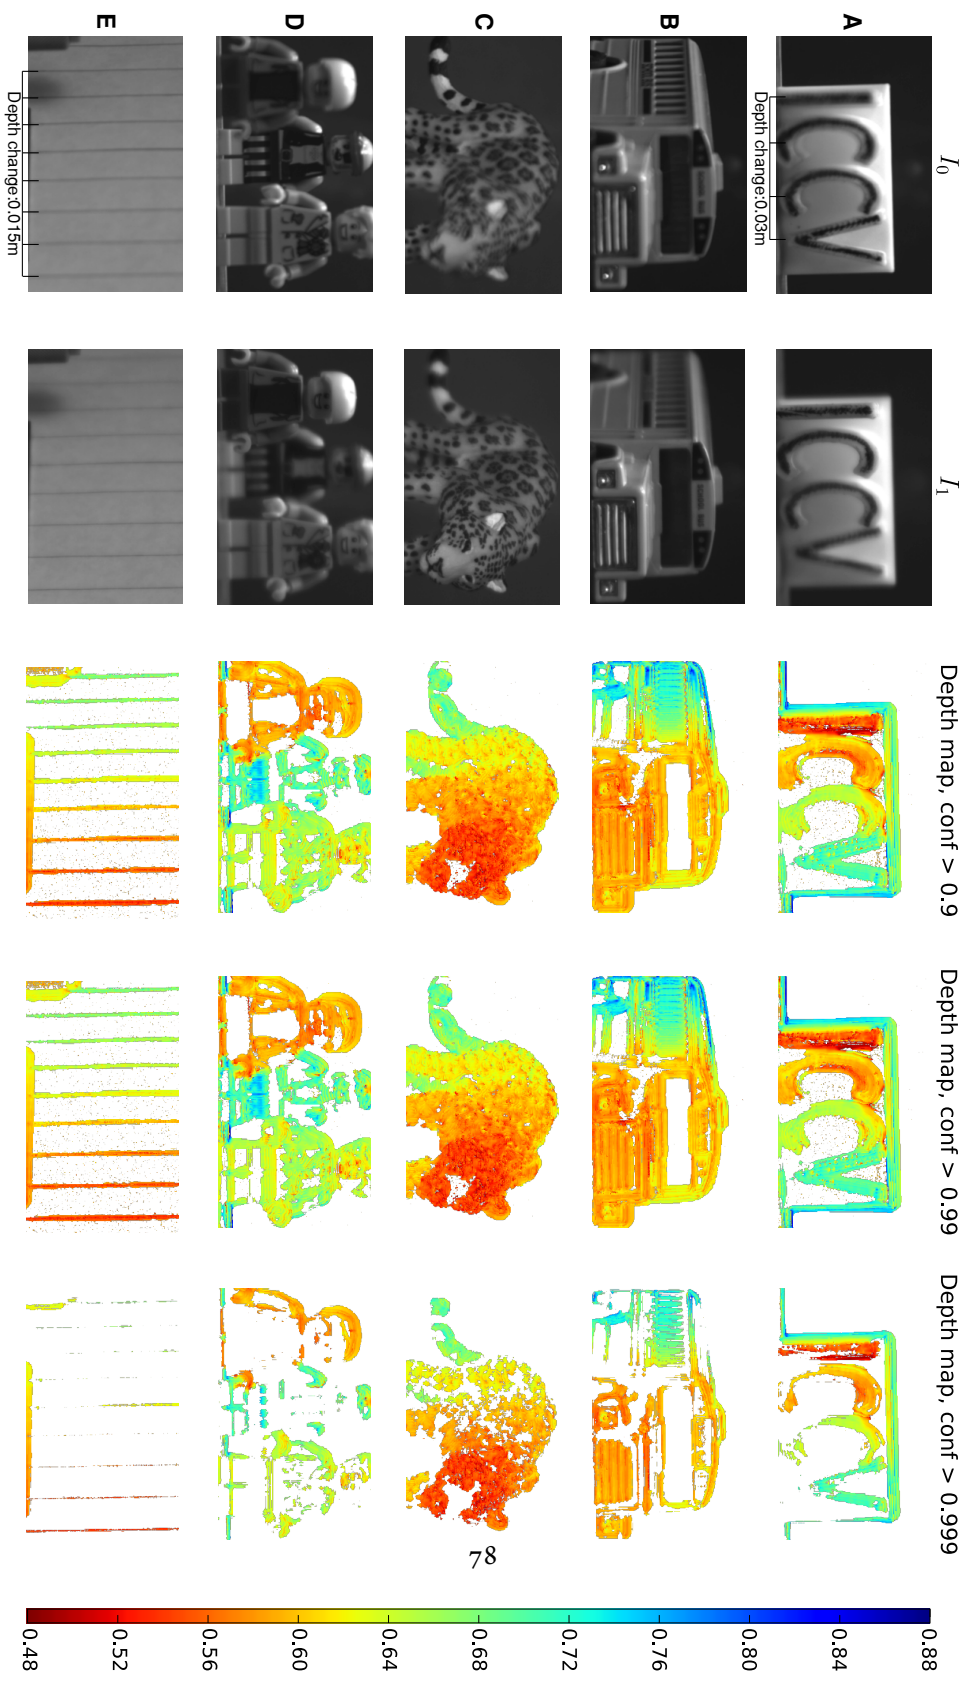 I₀
I₁
Depth map, conf > 0.9
Depth map, conf > 0.99
Depth map, conf > 0.999
A
Depth change:0.03m
ICCV
B
C
D
E
Depth change:0.015m
0.88
0.84
0.80
0.76
0.72
0.68
0.64
0.60
0.56
0.52
0.48
78